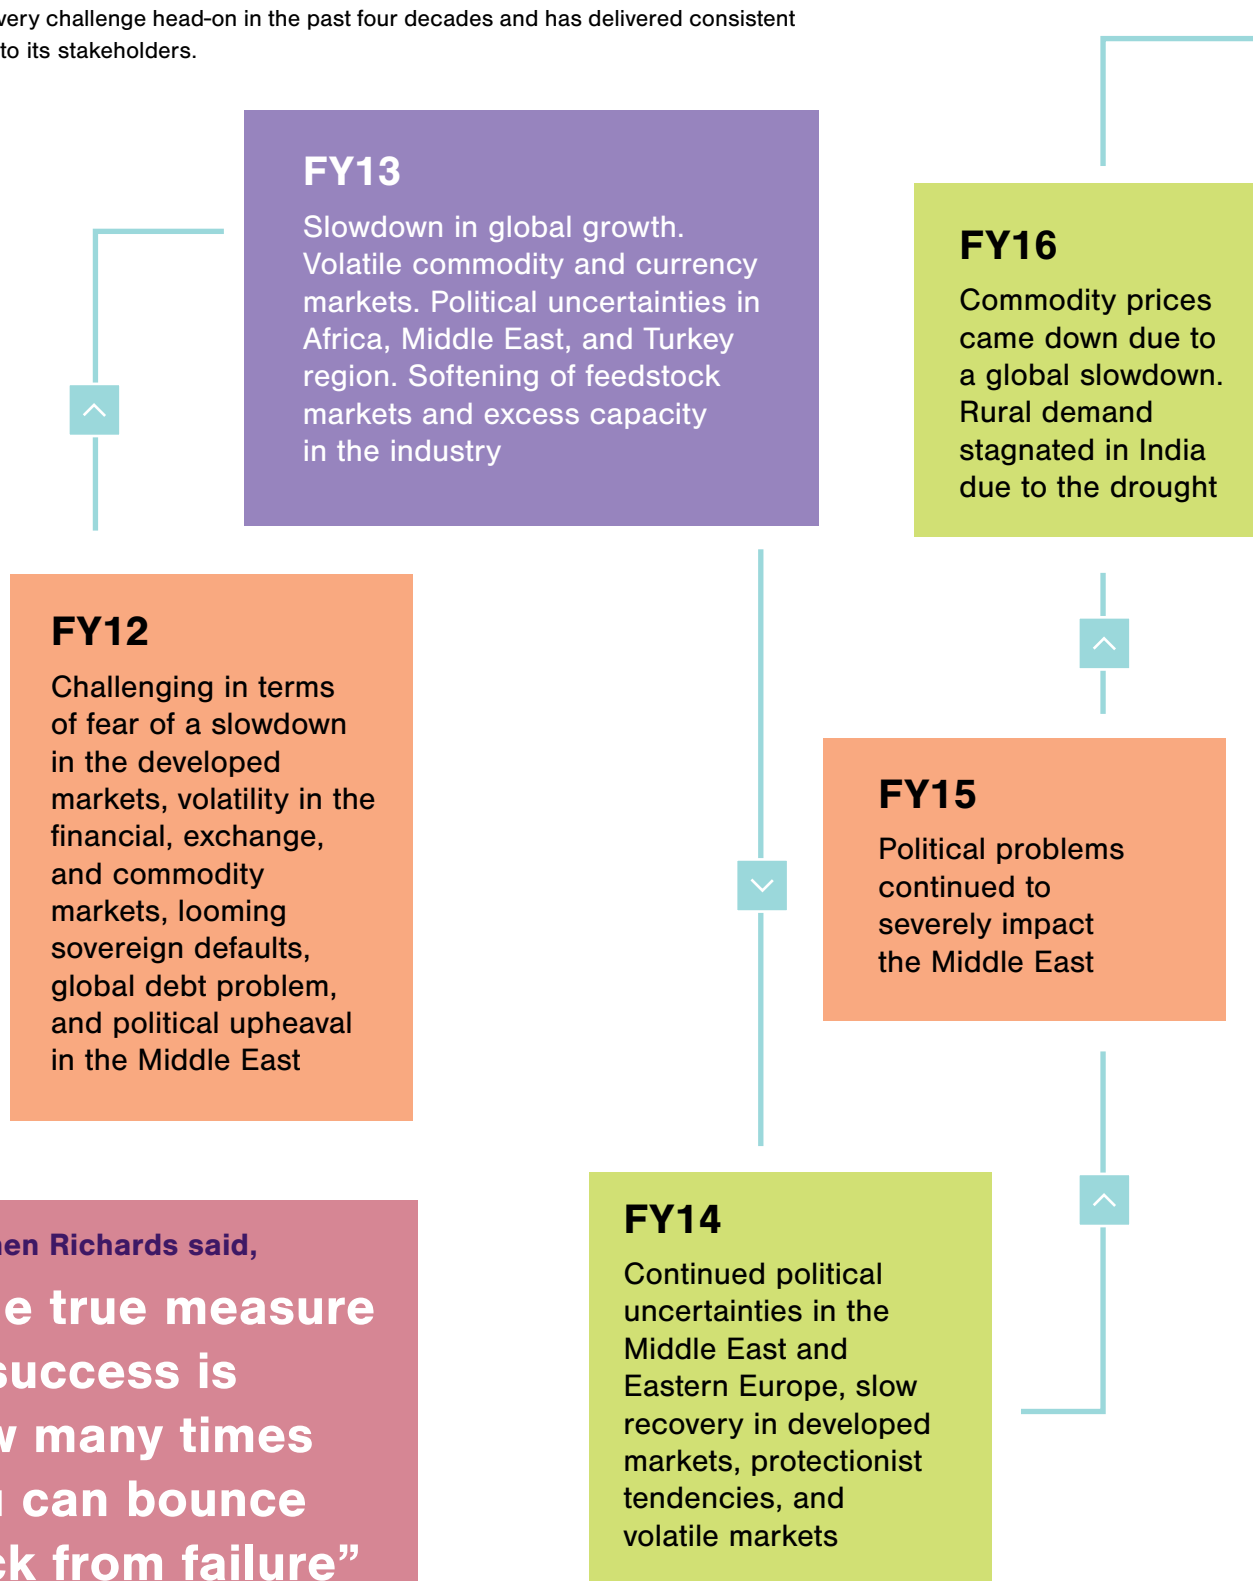 very challenge head-on in the past four decades and has delivered consistent
to its stakeholders.
FY13
Slowdown in global growth.
Volatile commodity and currency
markets. Political uncertainties in
Africa, Middle East, and Turkey
region. Softening of feedstock
markets and excess capacity
in the industry
FY16
Commodity prices
came down due to
a global slowdown.
Rural demand
stagnated in India
due to the drought
FY12
Challenging in terms
of fear of a slowdown
in the developed
markets, volatility in the
financial, exchange,
and commodity
markets, looming
sovereign defaults,
global debt problem,
and political upheaval
in the Middle East
FY15
Political problems
continued to
severely impact
the Middle East
FY14
Continued political
uncertainties in the
Middle East and
Eastern Europe, slow
recovery in developed
markets, protectionist
tendencies, and
volatile markets
hen Richards said,
e true measure
success is
w many times
u can bounce
ck from failure”